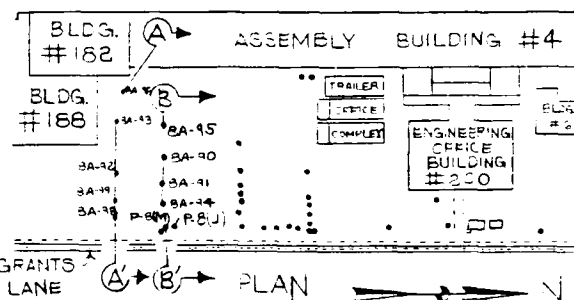 BLDG. #182
A
ASSEMBLY BUILDING #4
BLDG. #188
B
BA-93
BA-95
TRAILER
OFFICE
COMPLEX
ENGINEERING
OFFICE
BUILDING
#230
BA-92
BA-90
BA-91
BA-99
BA-94
BA-98
P-8(M)
P-8(J)
GRANTS
LANE
A'
B'
PLAN
N